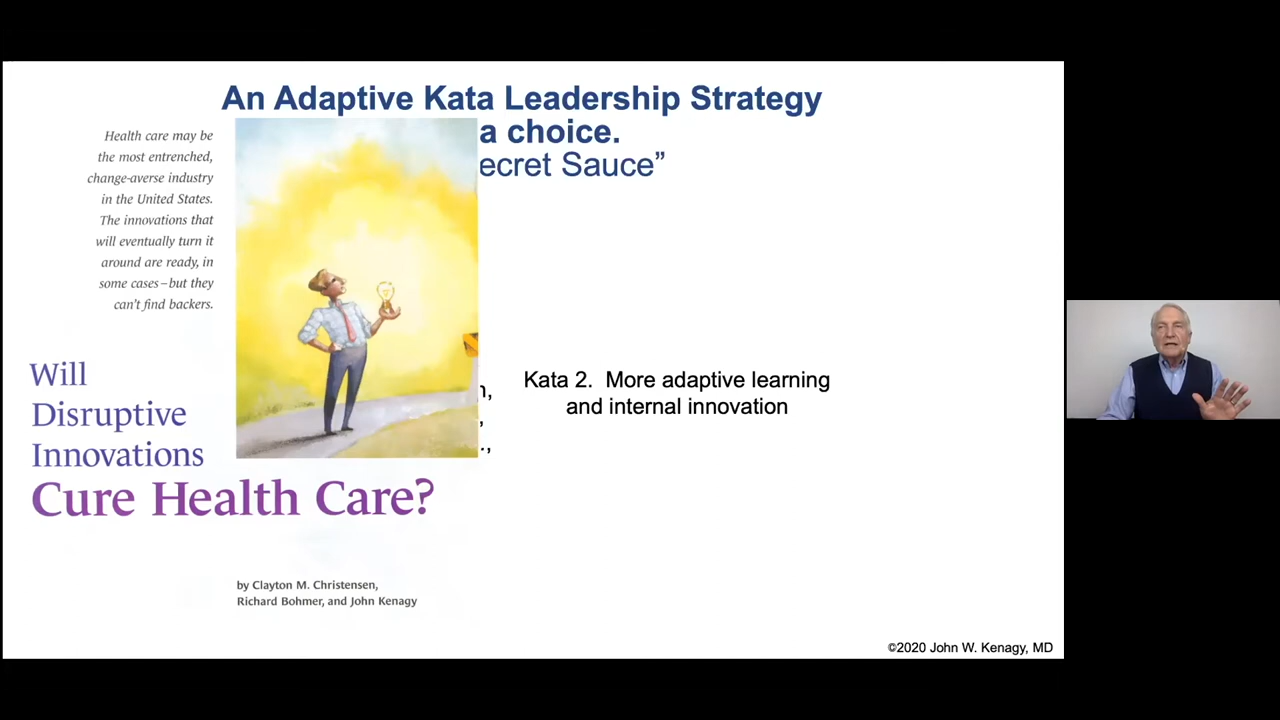 An Adaptive Kata Leadership Strategy
a choice.
ecret Sauce”
Health care may be
the most entrenched,
change-averse industry
in the United States.
The innovations that
will eventually turn it
around are ready, in
some cases – but they
can’t find backers.
Will
Disruptive
Innovations
Cure Health Care?
by Clayton M. Christensen,
Richard Bohmer, and John Kenagy
Kata 2. More adaptive learning
and internal innovation
©2020 John W. Kenagy, MD